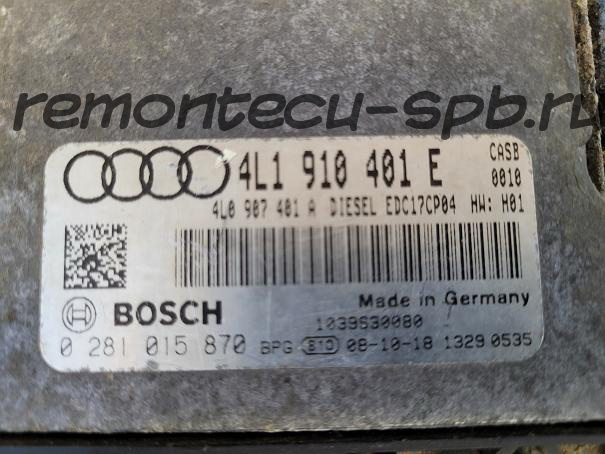 remontecu-spb.ru
4L1 910 401 E CASB
0010
4L0 907 401 A DIESEL EDC17CP04 HW: H01
BOSCH Made in Germany
1039S30080
0 281 015 870 BPG 810 08-10-18 1329 0535